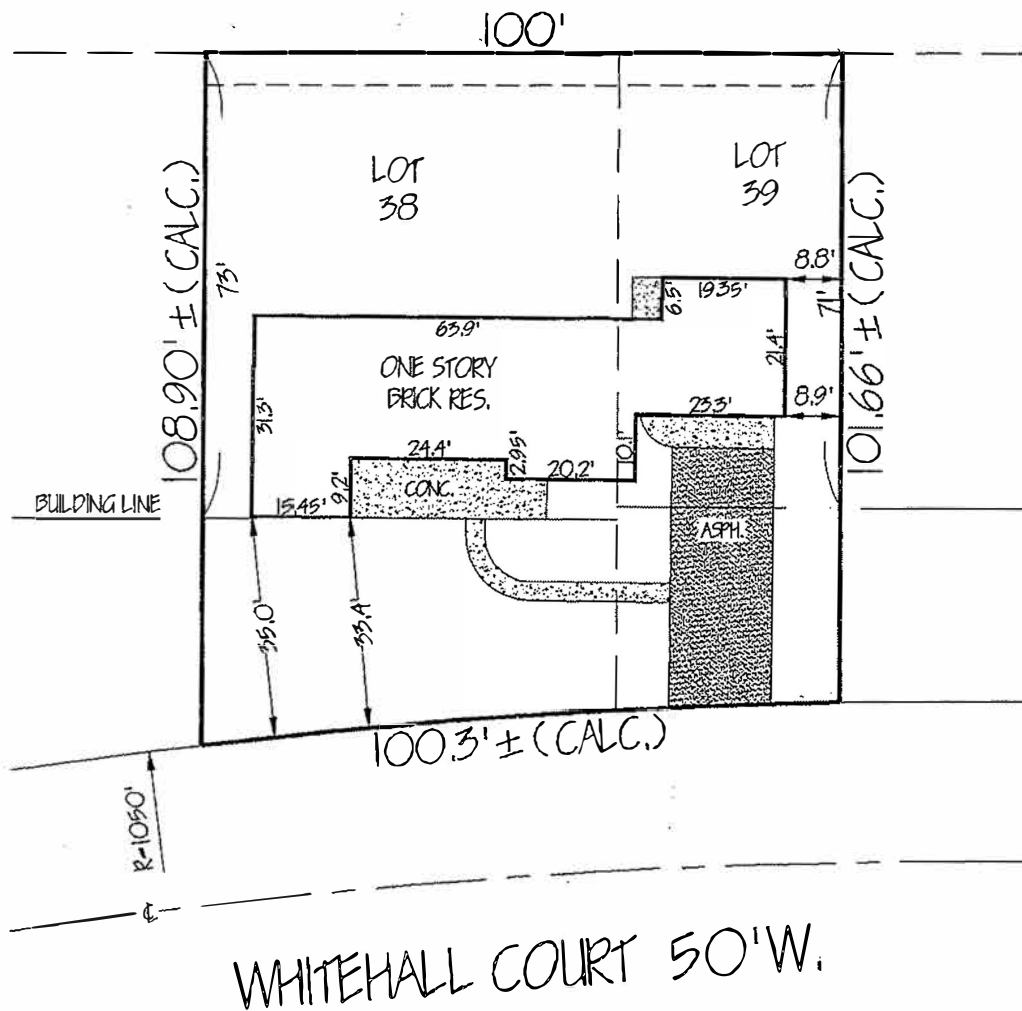 100'
LOT
38
LOT
39
108.90' ± (CALC.)
73'
8.8'
71'
101.66' ± (CALC.)
6.5'
19.35'
63.9'
21.4'
ONE STORY
BRICK RES.
31.3'
8.9'
23.3'
24.4'
2.95'
20.2'
10.1'
9.2'
CONC.
BUILDING LINE
15.45'
ASPH.
35.0'
33.4'
100.3' ± (CALC.)
R=1050'
℄
WHITEHALL COURT 50'W.